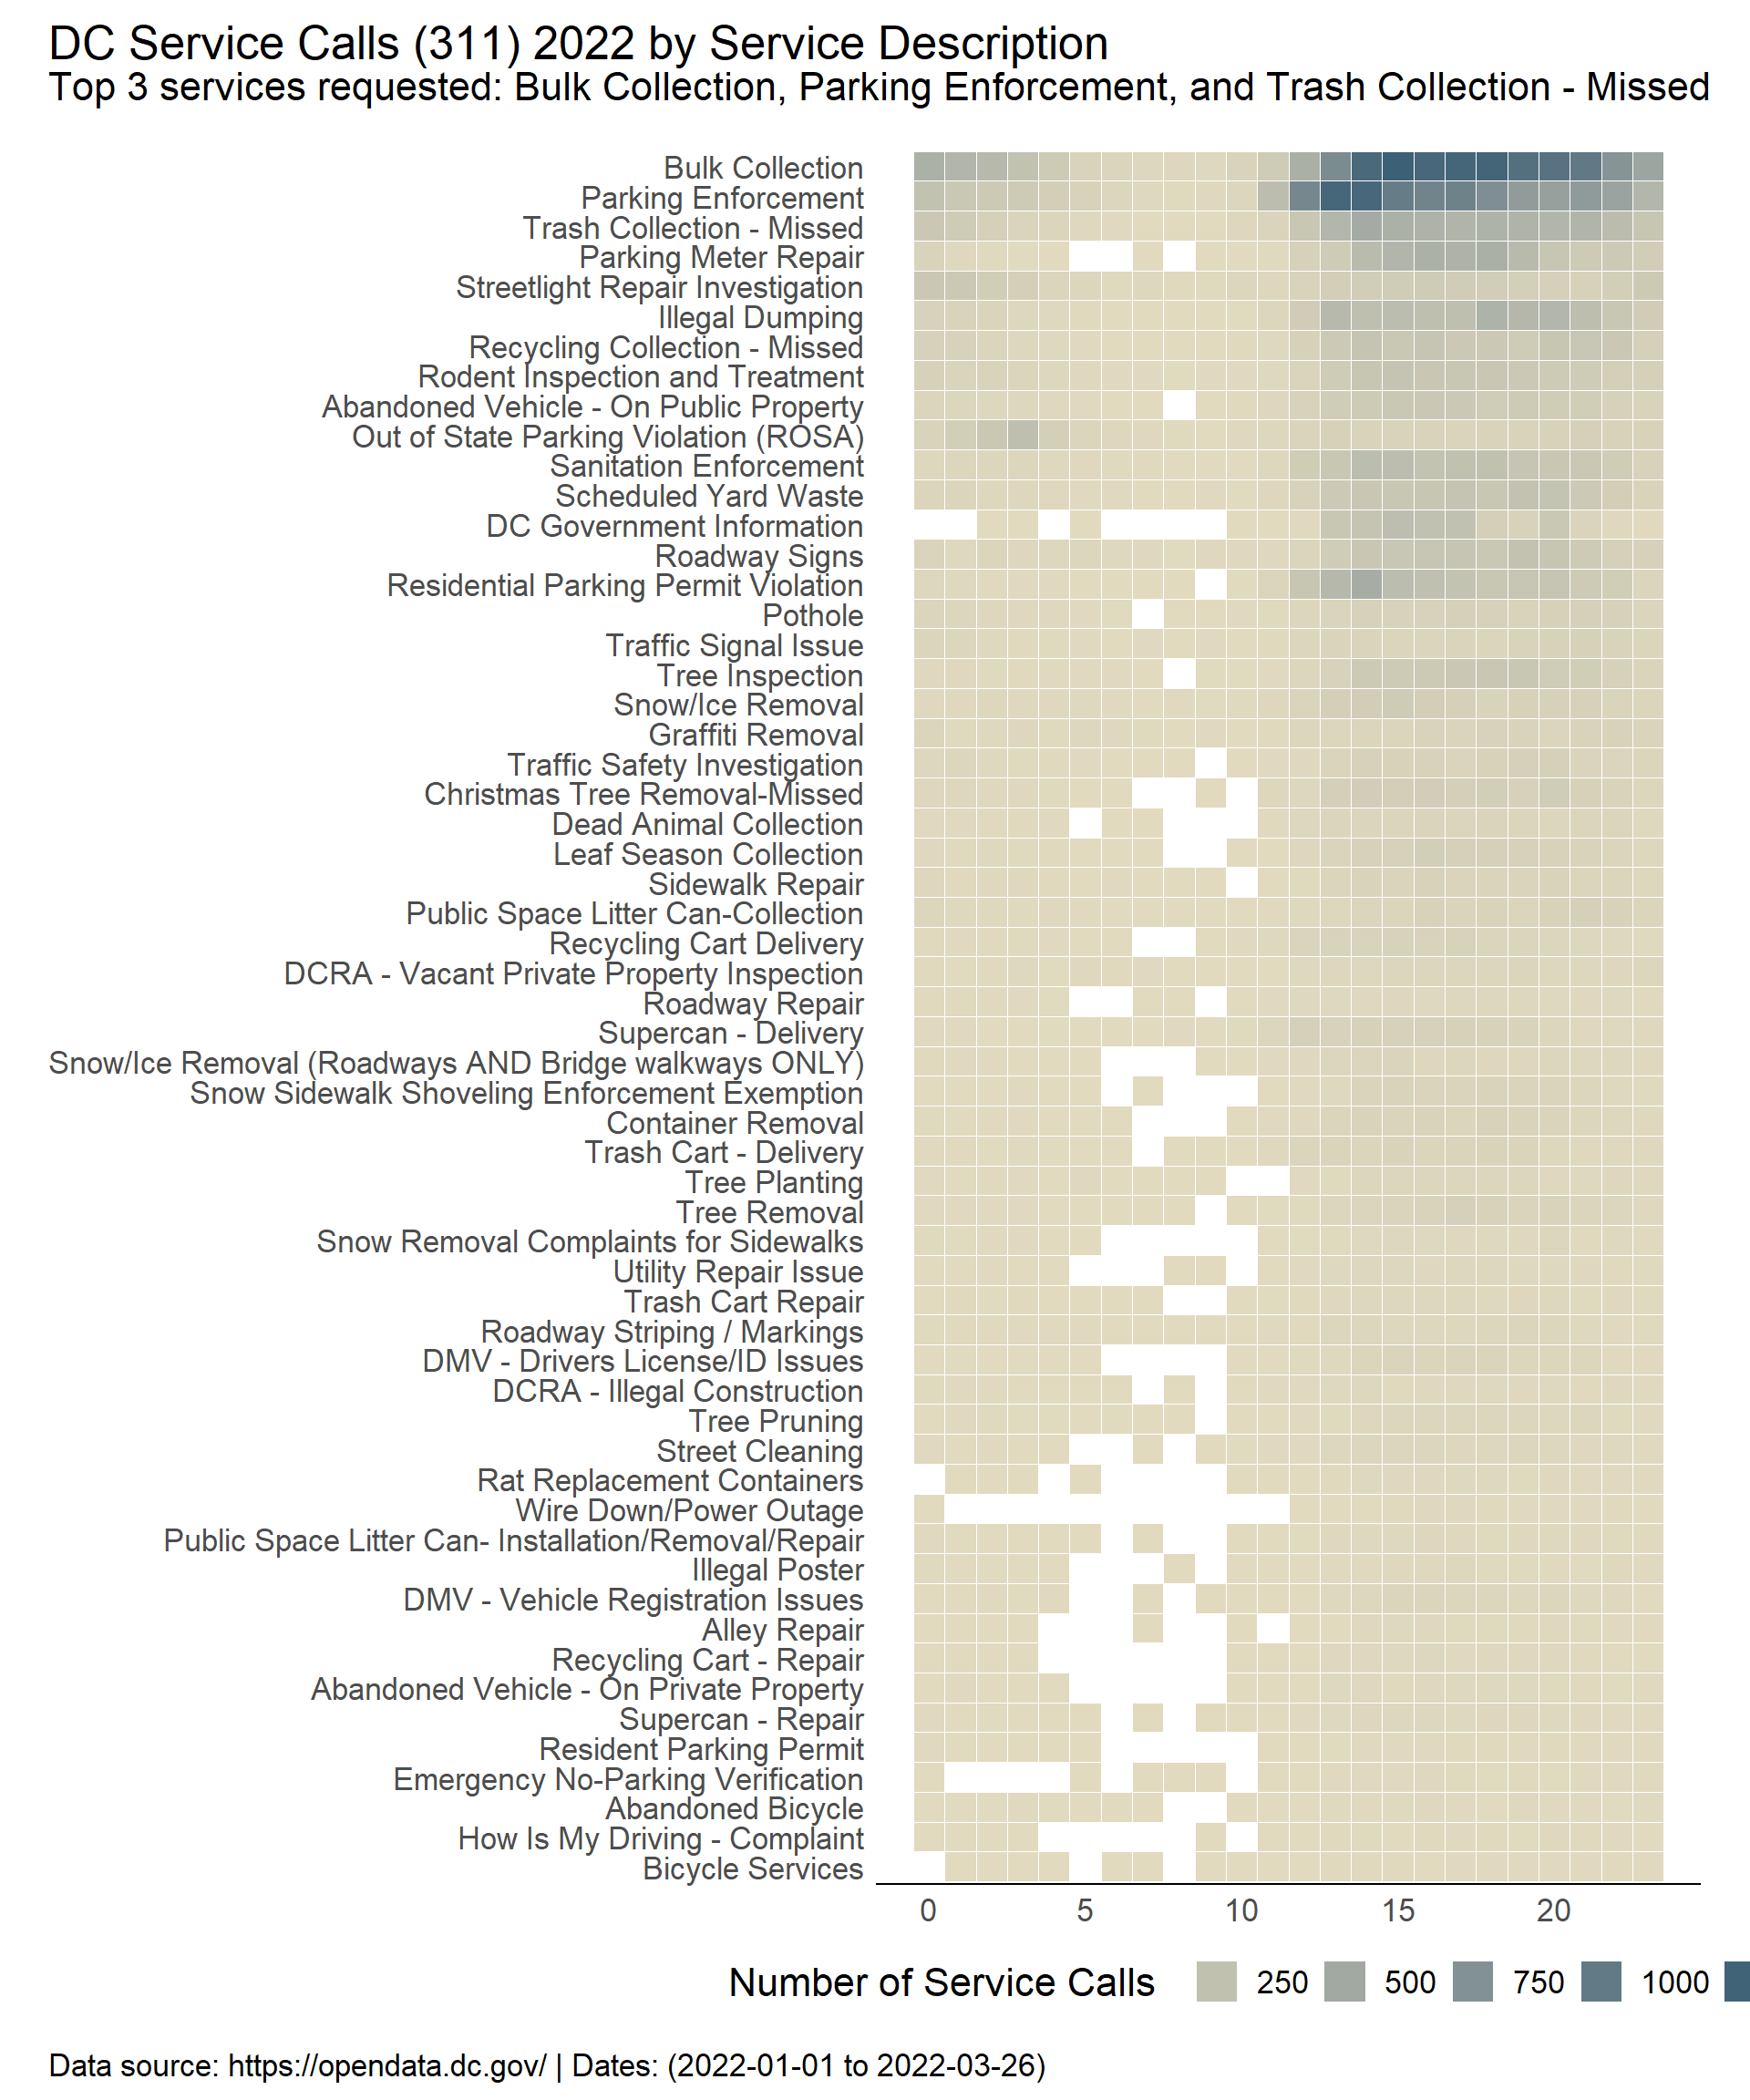 DC Service Calls (311) 2022 by Service Description
Top 3 services requested: Bulk Collection, Parking Enforcement, and Trash Collection - Missed
Bulk Collection
Parking Enforcement
Trash Collection - Missed
Parking Meter Repair
Streetlight Repair Investigation
Illegal Dumping
Recycling Collection - Missed
Rodent Inspection and Treatment
Abandoned Vehicle - On Public Property
Out of State Parking Violation (ROSA)
Sanitation Enforcement
Scheduled Yard Waste
DC Government Information
Roadway Signs
Residential Parking Permit Violation
Pothole
Traffic Signal Issue
Tree Inspection
Snow/Ice Removal
Graffiti Removal
Traffic Safety Investigation
Christmas Tree Removal-Missed
Dead Animal Collection
Leaf Season Collection
Sidewalk Repair
Public Space Litter Can-Collection
Recycling Cart Delivery
DCRA - Vacant Private Property Inspection
Roadway Repair
Supercan - Delivery
Snow/Ice Removal (Roadways AND Bridge walkways ONLY)
Snow Sidewalk Shoveling Enforcement Exemption
Container Removal
Trash Cart - Delivery
Tree Planting
Tree Removal
Snow Removal Complaints for Sidewalks
Utility Repair Issue
Trash Cart Repair
Roadway Striping / Markings
DMV - Drivers License/ID Issues
DCRA - Illegal Construction
Tree Pruning
Street Cleaning
Rat Replacement Containers
Wire Down/Power Outage
Public Space Litter Can- Installation/Removal/Repair
Illegal Poster
DMV - Vehicle Registration Issues
Alley Repair
Recycling Cart - Repair
Abandoned Vehicle - On Private Property
Supercan - Repair
Resident Parking Permit
Emergency No-Parking Verification
Abandoned Bicycle
How Is My Driving - Complaint
Bicycle Services
0 5 10 15 20
Number of Service Calls 250 500 750 1000
Data source: https://opendata.dc.gov/ | Dates: (2022-01-01 to 2022-03-26)